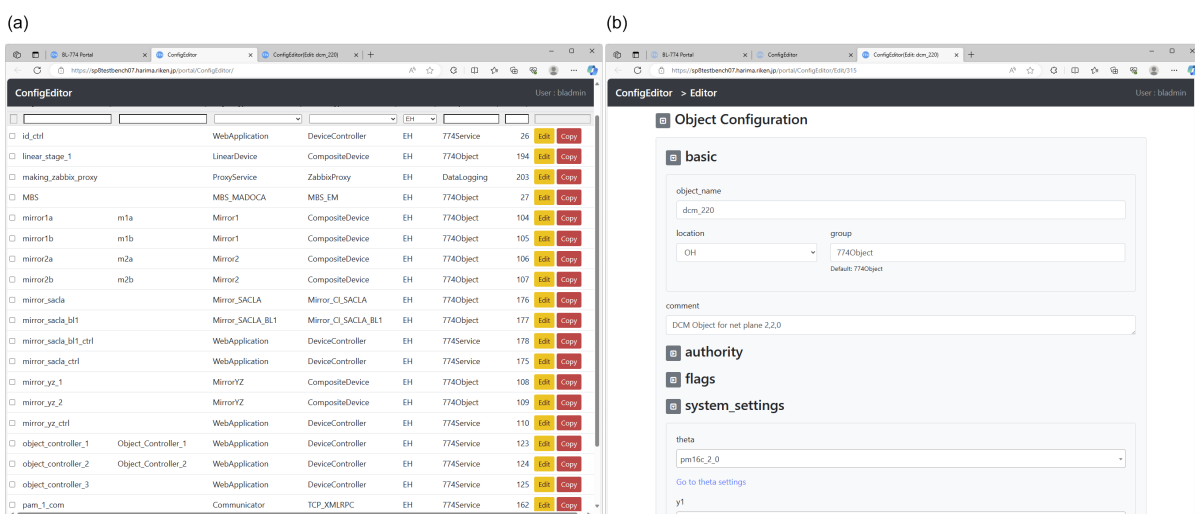 (a)
BL-774 Portal ConfigEditor ConfigEditor(Edit: dcm_220)
https://sp8testbench07.harima.riken.jp/portal/ConfigEditor/
ConfigEditor User : bladmin
EH
id_ctrl WebApplication DeviceController EH 774Service 26 Edit Copy
linear_stage_1 LinearDevice CompositeDevice EH 774Object 194 Edit Copy
making_zabbix_proxy ProxyService ZabbixProxy EH DataLogging 203 Edit Copy
MBS MBS_MADOCA MBS_EM EH 774Object 27 Edit Copy
mirror1a m1a Mirror1 CompositeDevice EH 774Object 104 Edit Copy
mirror1b m1b Mirror1 CompositeDevice EH 774Object 105 Edit Copy
mirror2a m2a Mirror2 CompositeDevice EH 774Object 106 Edit Copy
mirror2b m2b Mirror2 CompositeDevice EH 774Object 107 Edit Copy
mirror_sacla Mirror_SACLA Mirror_CI_SACLA EH 774Object 176 Edit Copy
mirror_sacla_bl1 Mirror_SACLA_BL1 Mirror_CI_SACLA_BL1 EH 774Object 177 Edit Copy
mirror_sacla_bl1_ctrl WebApplication DeviceController EH 774Service 178 Edit Copy
mirror_sacla_ctrl WebApplication DeviceController EH 774Service 175 Edit Copy
mirror_yz_1 MirrorYZ CompositeDevice EH 774Object 108 Edit Copy
mirror_yz_2 MirrorYZ CompositeDevice EH 774Object 109 Edit Copy
mirror_yz_ctrl WebApplication DeviceController EH 774Service 110 Edit Copy
object_controller_1 Object_Controller_1 WebApplication DeviceController EH 774Service 123 Edit Copy
object_controller_2 Object_Controller_2 WebApplication DeviceController EH 774Service 124 Edit Copy
object_controller_3 WebApplication DeviceController EH 774Service 125 Edit Copy
pam_1_com Communicator TCP_XMLRPC EH 774Service 162 Edit Copy
(b)
BL-774 Portal ConfigEditor ConfigEditor(Edit: dcm_220)
https://sp8testbench07.harima.riken.jp/portal/ConfigEditor/Edit/315
ConfigEditor > Editor User : bladmin
Object Configuration
basic
object_name
dcm_220
location group
OH 774Object
Default: 774Object
comment
DCM Object for net plane 2,2,0
authority
flags
system_settings
theta
pm16c_2_0
Go to theta settings
y1